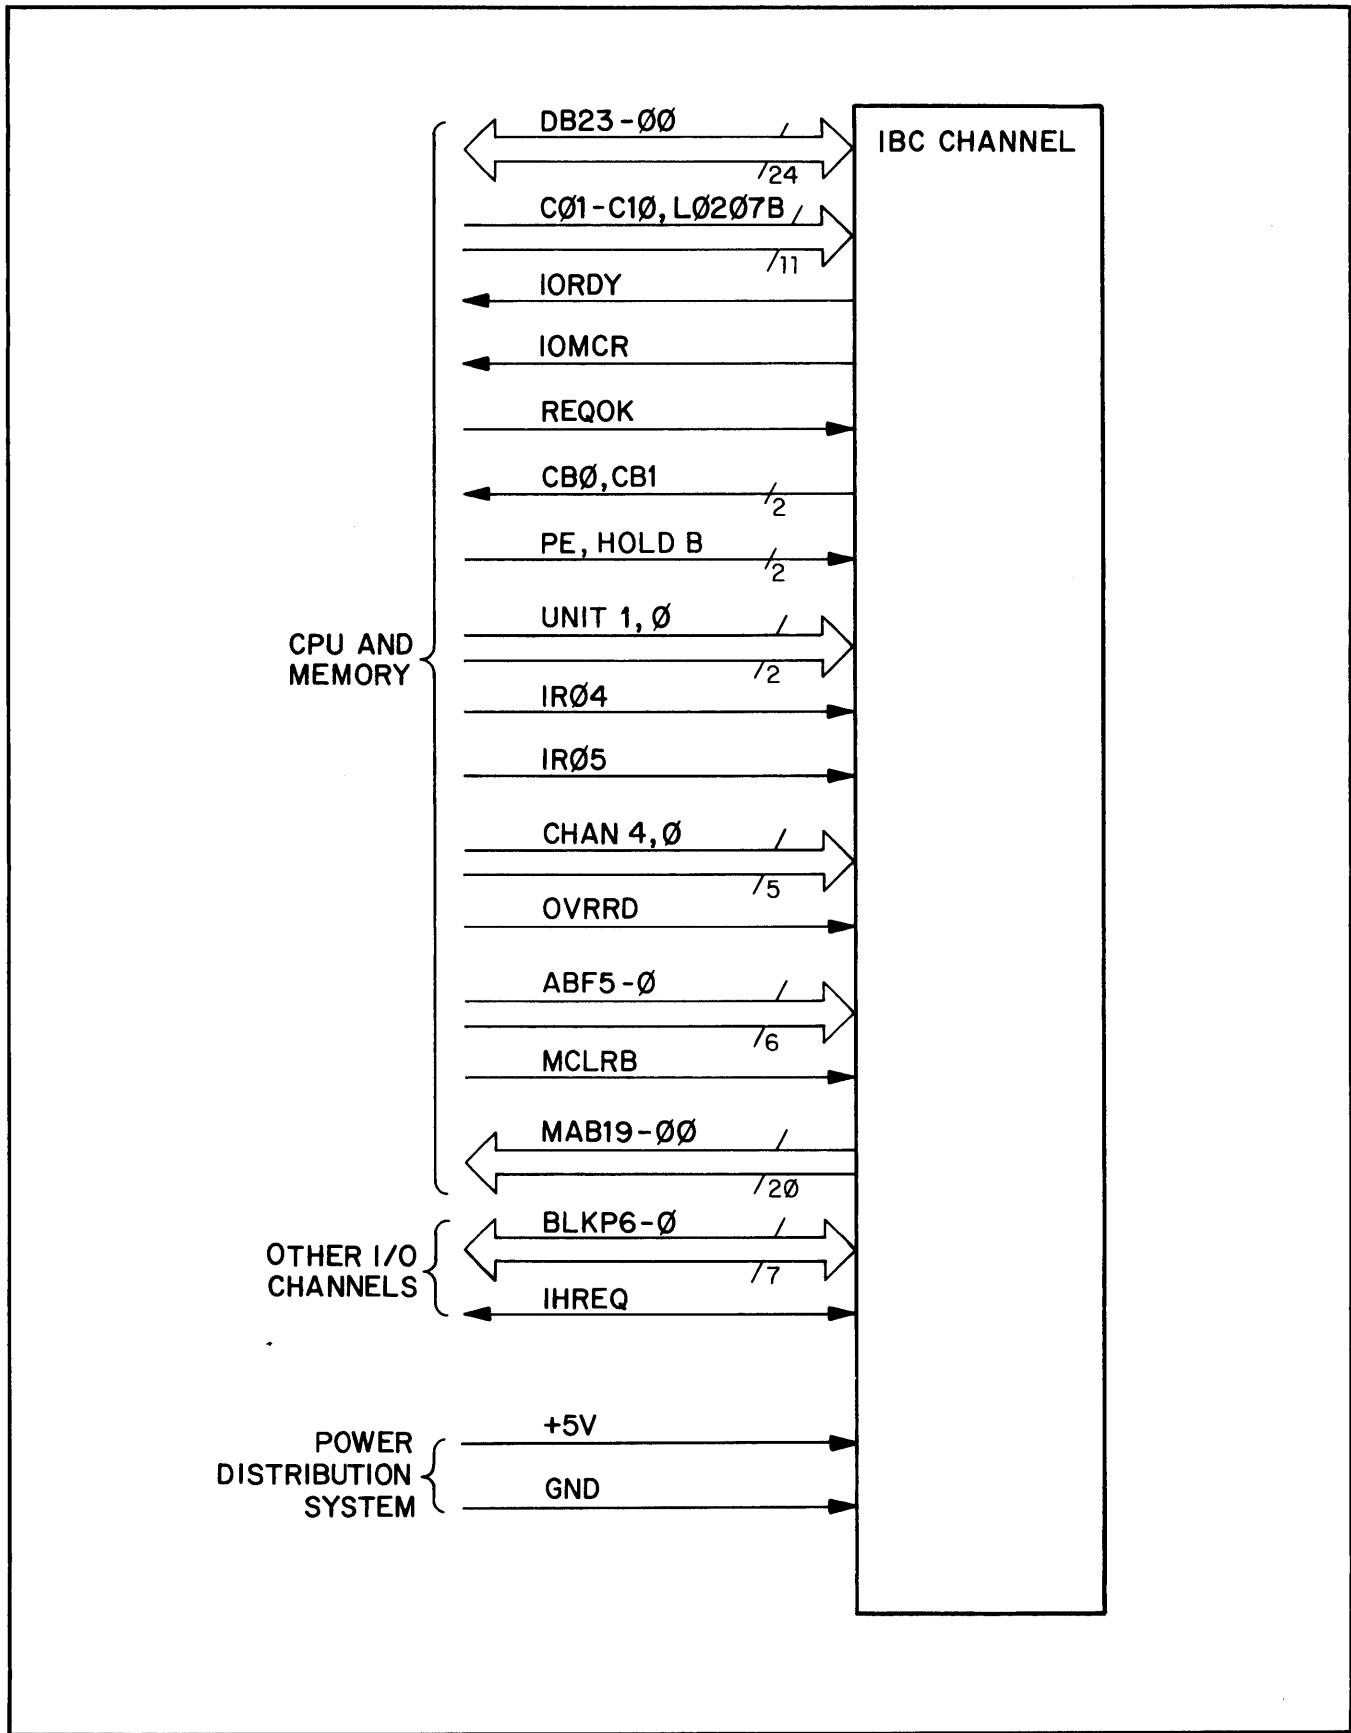 DB23-ØØ
/24
IBC CHANNEL
CØ1-C1Ø, LØ207B
/11
IORDY
IOMCR
REQOK
CBØ, CB1
/2
PE, HOLD B
/2
UNIT 1, Ø
/2
CPU AND
MEMORY
IRØ4
IRØ5
CHAN 4, Ø
/5
OVRRD
ABF5-Ø
/6
MCLRB
MAB19-ØØ
/2Ø
BLKP6-Ø
/7
OTHER I/O
CHANNELS
IHREQ
+5V
POWER
DISTRIBUTION
SYSTEM
GND